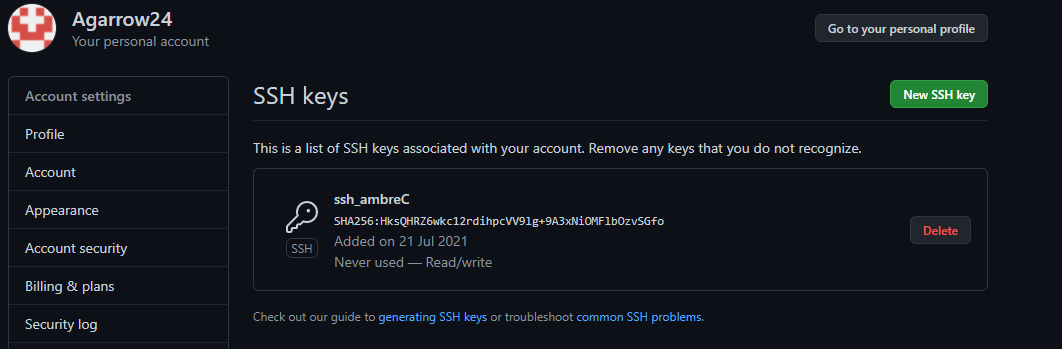 Agarrow24
Your personal account
Go to your personal profile
Account settings
Profile
Account
Appearance
Account security
Billing & plans
Security log
SSH keys
New SSH key
This is a list of SSH keys associated with your account. Remove any keys that you do not recognize.
ssh_ambreC
SHA256:HksQHRZ6wkc12rdihpcVV9lg+9A3xNiOMFlbOzvSGfo
Added on 21 Jul 2021
Never used — Read/write
SSH
Delete
Check out our guide to generating SSH keys or troubleshoot common SSH problems.